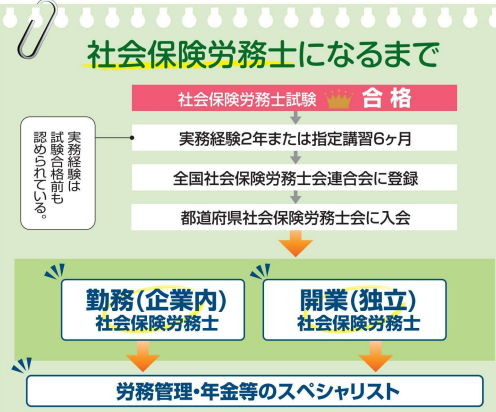 社会保険労務士になるまで
社会保険労務士試験 合格
実務経験2年または指定講習6ヶ月
実務経験は
試験合格前も
認められている。
全国社会保険労務士会連合会に登録
都道府県社会保険労務士会に入会
勤務(企業内)
社会保険労務士
開業(独立)
社会保険労務士
労務管理・年金等のスペシャリスト